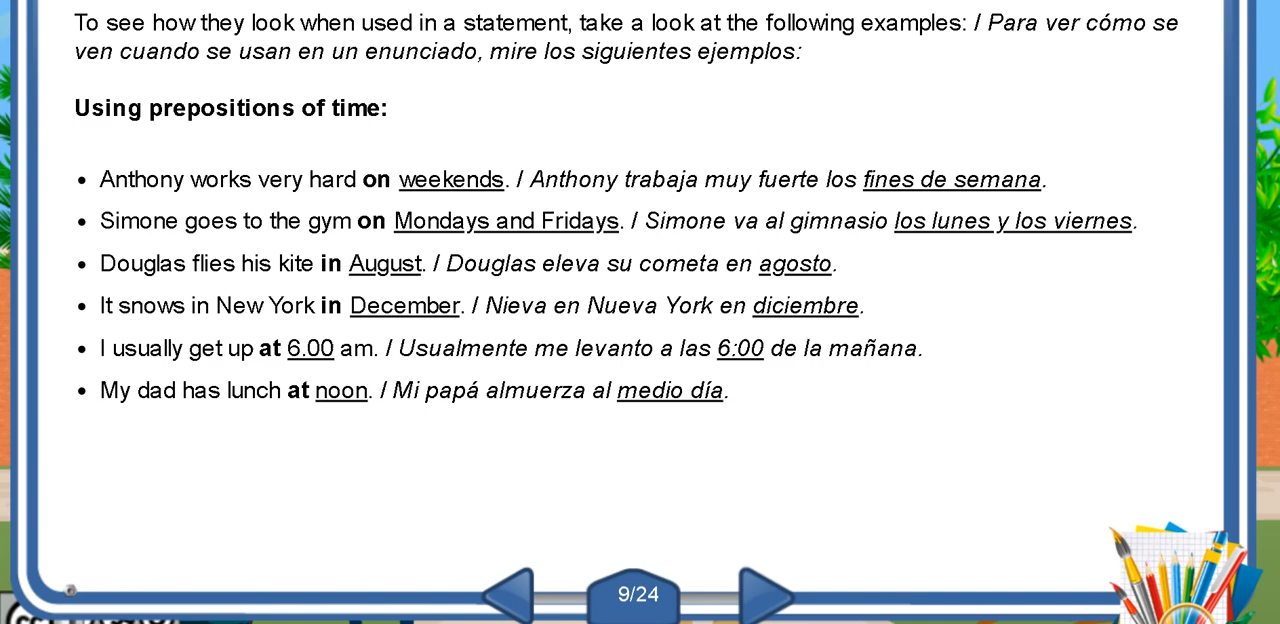 To see how they look when used in a statement, take a look at the following examples: / Para ver cómo se
ven cuando se usan en un enunciado, mire los siguientes ejemplos:
Using prepositions of time:
• Anthony works very hard on weekends. / Anthony trabaja muy fuerte los fines de semana.
• Simone goes to the gym on Mondays and Fridays. / Simone va al gimnasio los lunes y los viernes.
• Douglas flies his kite in August. / Douglas eleva su cometa en agosto.
• It snows in New York in December. / Nieva en Nueva York en diciembre.
• I usually get up at 6.00 am. / Usualmente me levanto a las 6:00 de la mañana.
• My dad has lunch at noon. / Mi papá almuerza al medio día.
9/24